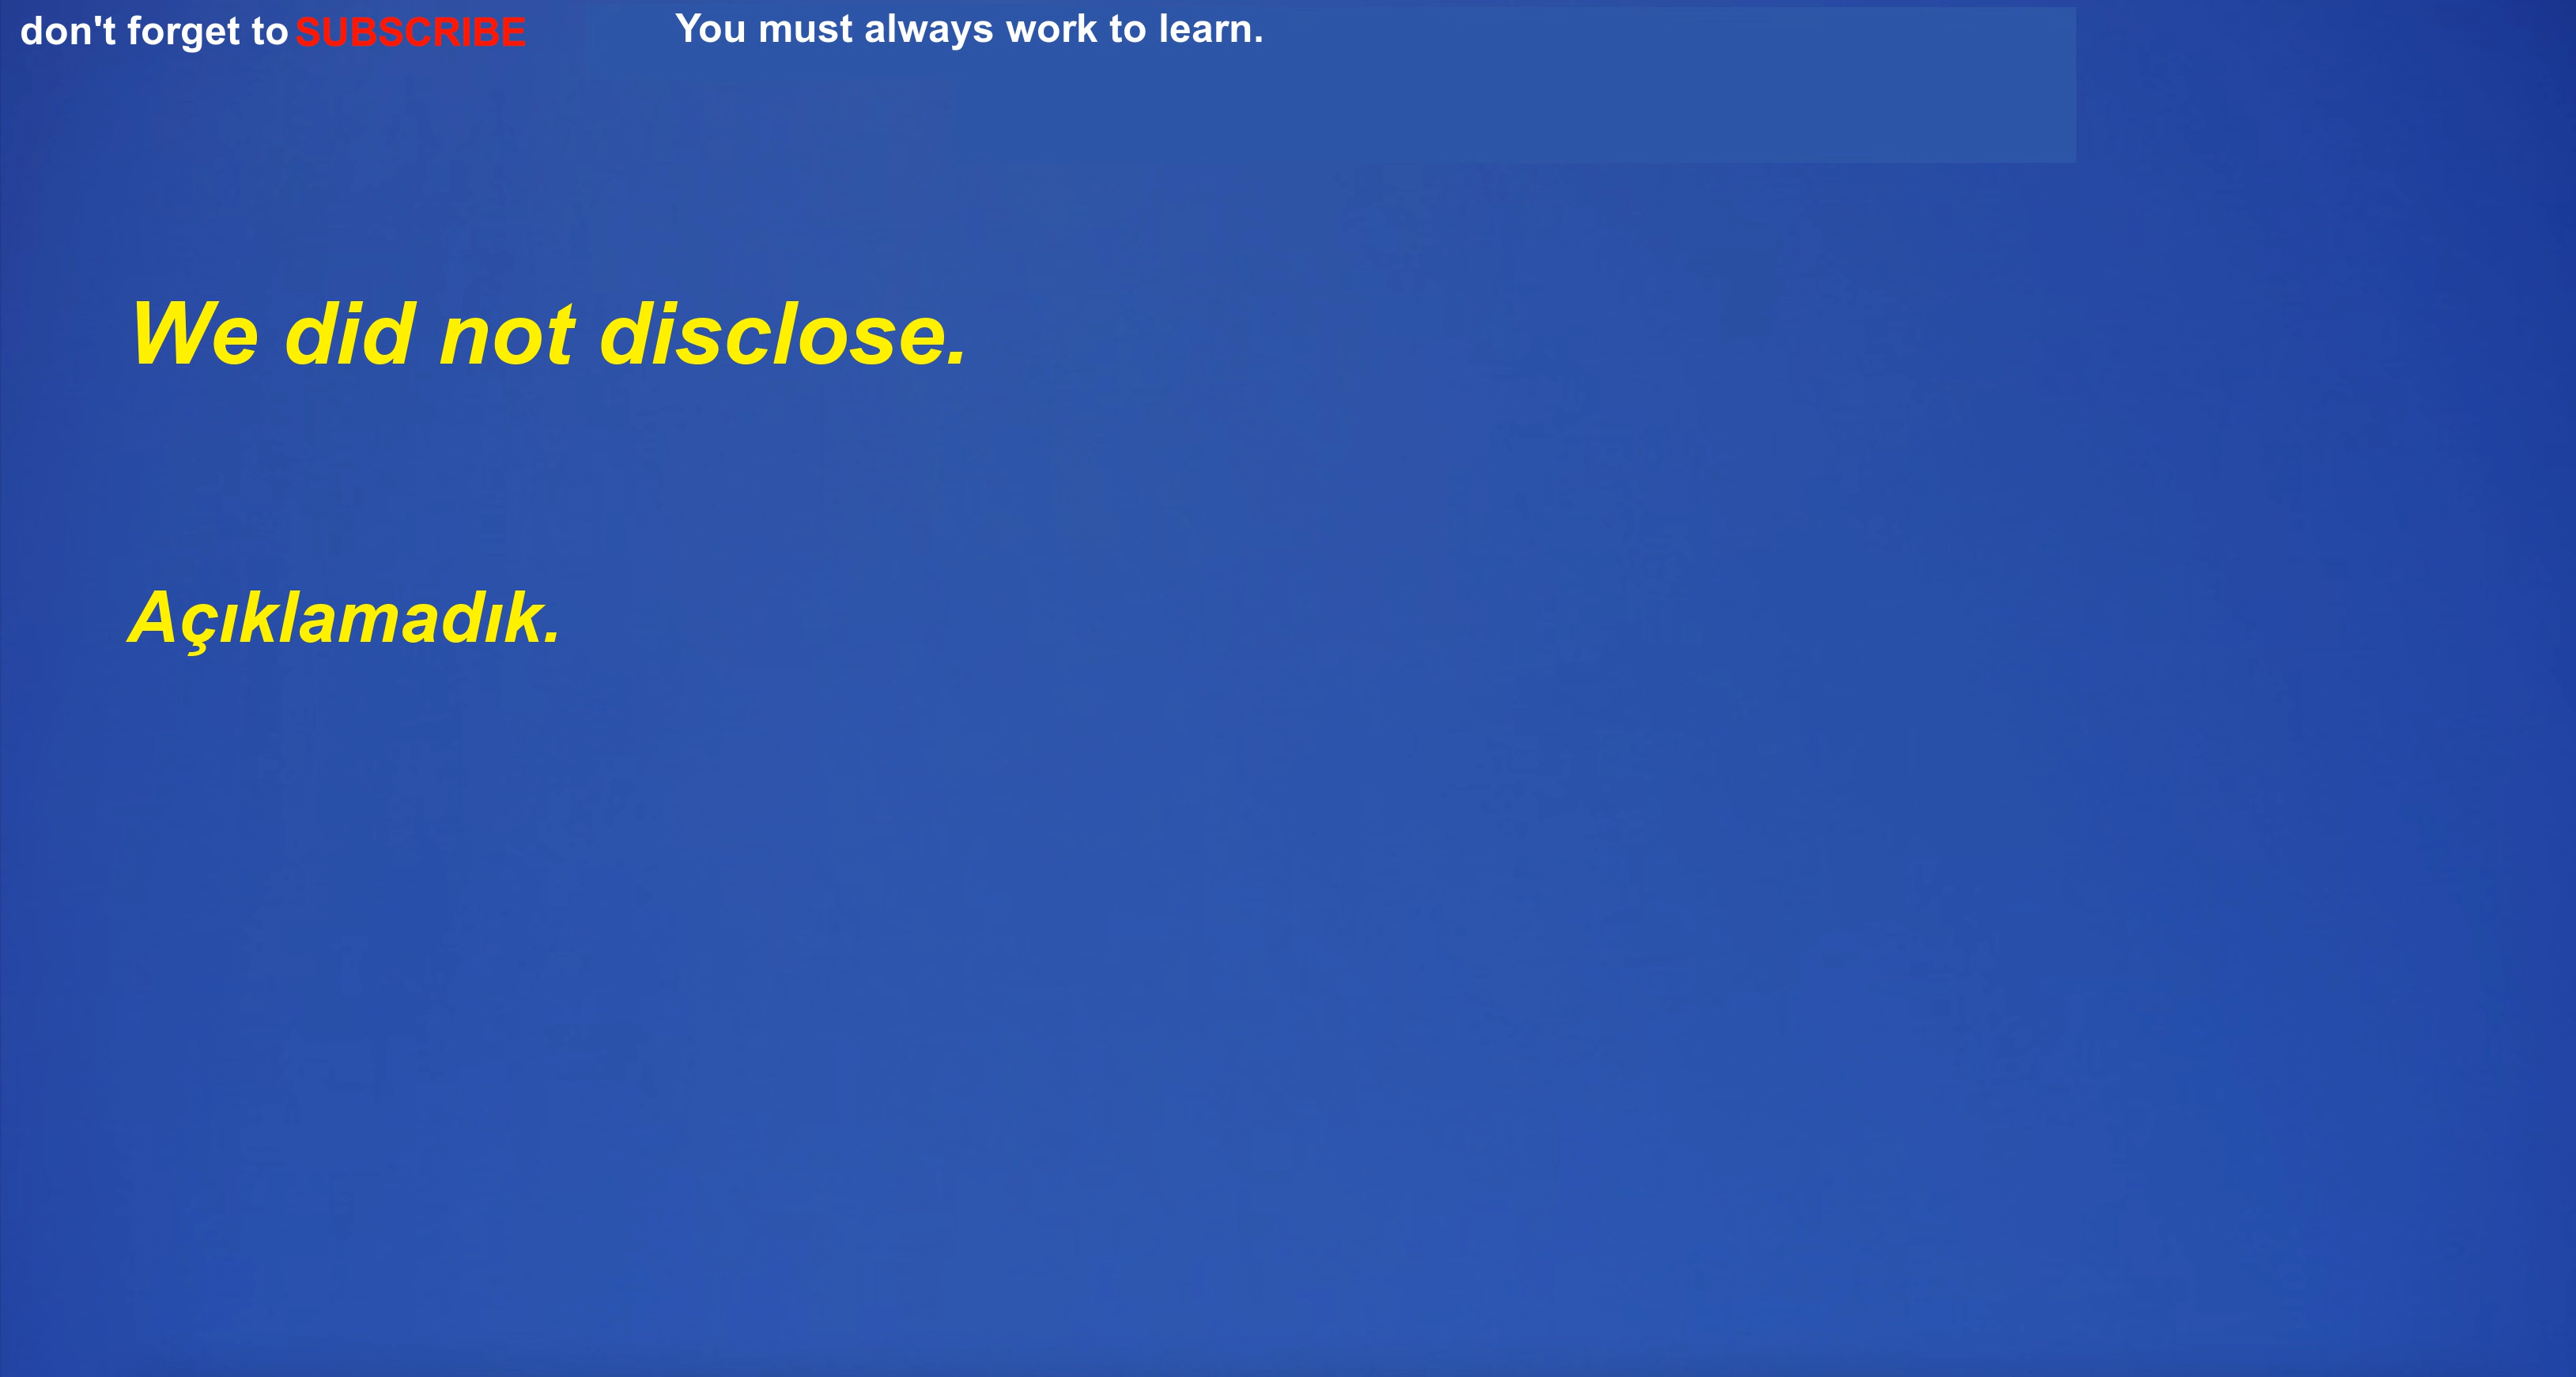 don't forget to SUBSCRIBE
You must always work to learn.
We did not disclose.
Açıklamadık.